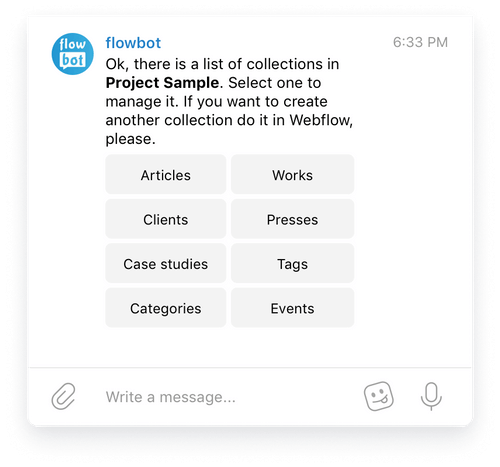 flow
bot
flowbot 6:33 PM
Ok, there is a list of collections in
Project Sample. Select one to
manage it. If you want to create
another collection do it in Webflow,
please.
Articles Works
Clients Presses
Case studies Tags
Categories Events
Write a message...